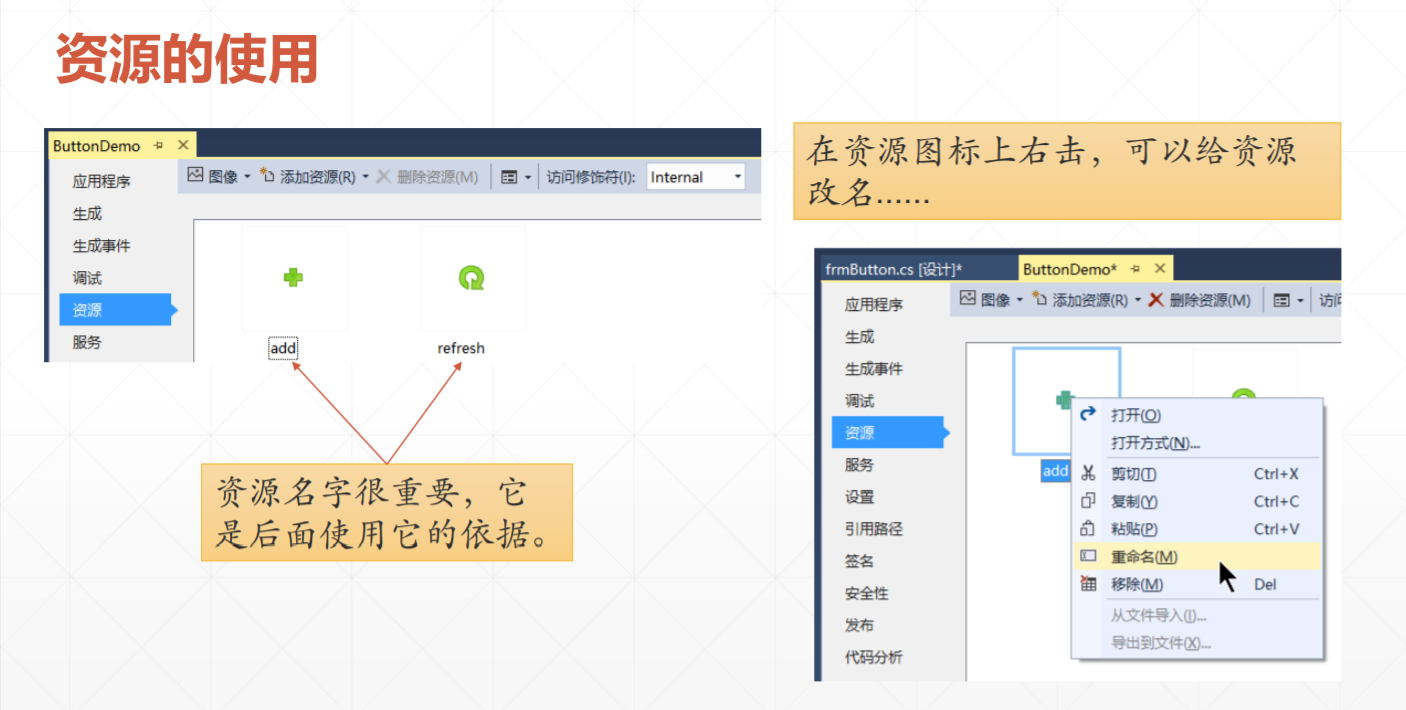 资源的使用
ButtonDemo
应用程序
图像
添加资源(R)
删除资源(M)
访问修饰符(I):
Internal
生成
生成事件
调试
资源
服务
add
refresh
资源名字很重要，它
是后面使用它的依据。
在资源图标上右击，可以给资源
改名......
frmButton.cs [设计]*
ButtonDemo*
应用程序
图像
添加资源(R)
删除资源(M)
生成
生成事件
调试
资源
服务
设置
引用路径
签名
安全性
发布
代码分析
add
打开(O)
打开方式(N)...
剪切(T) Ctrl+X
复制(Y) Ctrl+C
粘贴(P) Ctrl+V
重命名(M)
移除(M) Del
从文件导入(I)...
导出到文件(X)...